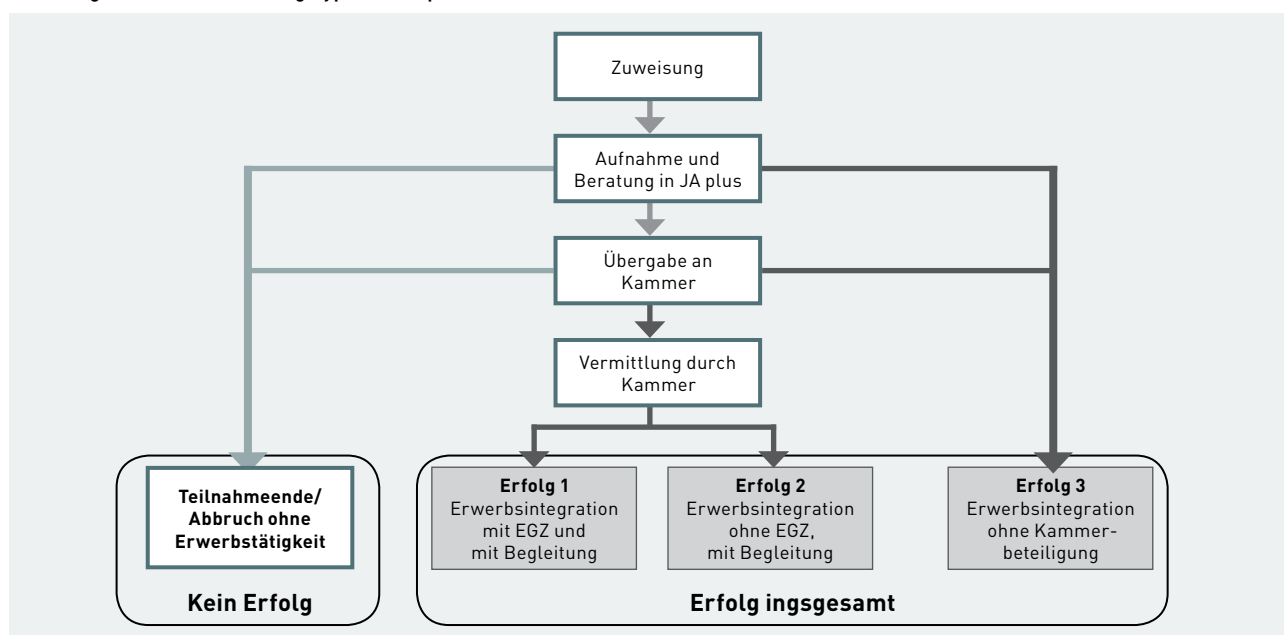 Zuweisung
Aufnahme und
Beratung in JA plus
Übergabe an
Kammer
Vermittlung durch
Kammer
Teilnahmeende/
Abbruch ohne
Erwerbstätigkeit
Kein Erfolg
Erfolg 1
Erwerbsintegration
mit EGZ und
mit Begleitung
Erfolg 2
Erwerbsintegration
ohne EGZ,
mit Begleitung
Erfolg 3
Erwerbsintegration
ohne Kammer-
beteiligung
Erfolg ingsgesamt